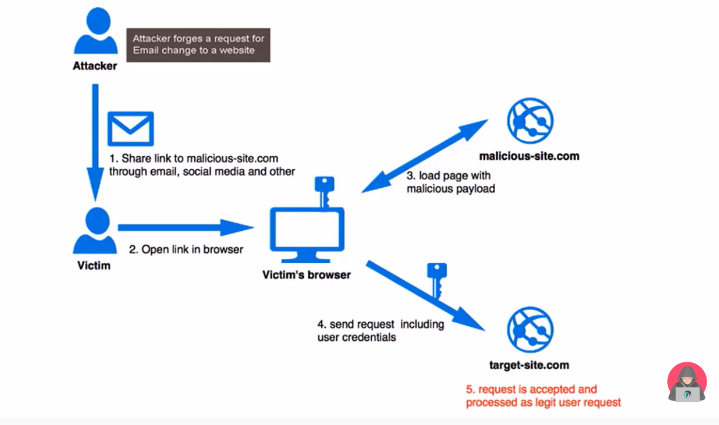 Attacker forges a request for
Email change to a website
Attacker
1. Share link to malicious-site.com
through email, social media and other
malicious-site.com
3. load page with
malicious payload
2. Open link in browser
Victim
Victim's browser
4. send request including
user credentials
target-site.com
5. request is accepted and
processed as legit user request